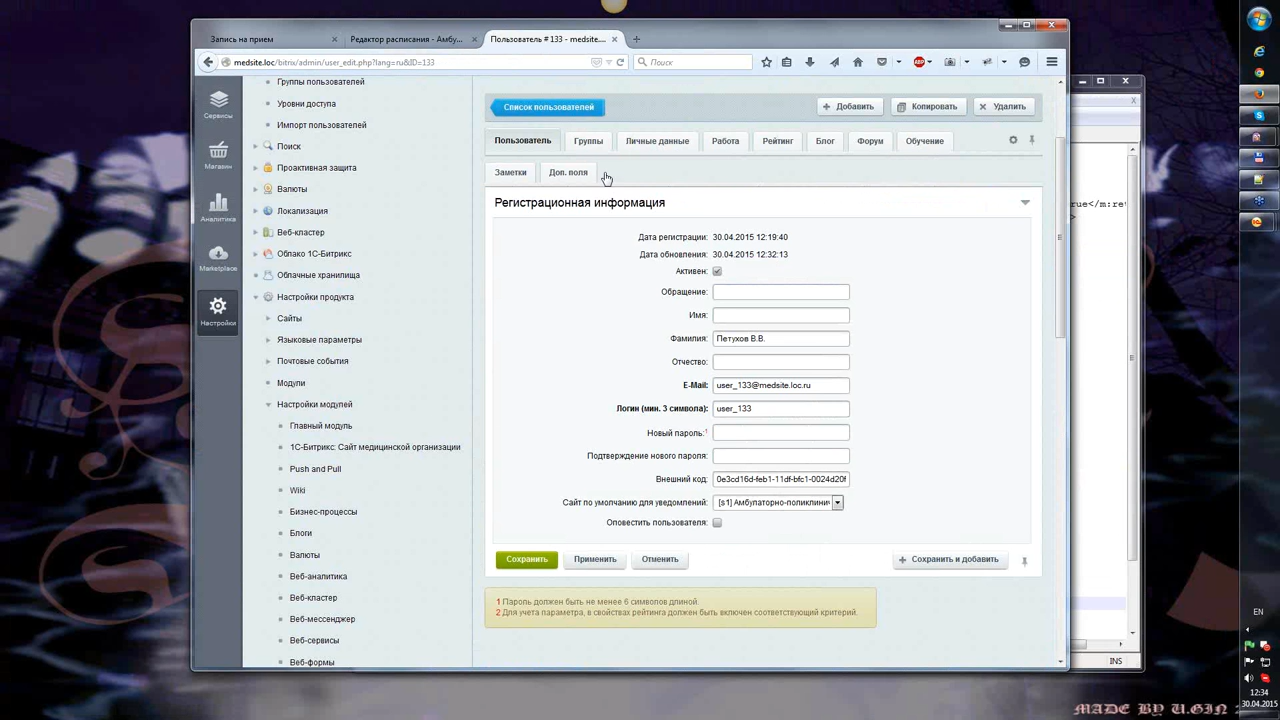 Запись на прием
Редактор расписания - Амбу...
Пользователь # 133 - medsite....
medsite.loc/bitrix/admin/user_edit.php?lang=ru&ID=133
Поиск
ABP
Сервисы
Магазин
Аналитика
Marketplace
Настройки
Группы пользователей
Уровни доступа
Импорт пользователей
Поиск
Проактивная защита
Валюты
Локализация
Веб-кластер
Облако 1С-Битрикс
Облачные хранилища
Настройки продукта
Сайты
Языковые параметры
Почтовые события
Модули
Настройки модулей
Главный модуль
1С-Битрикс: Сайт медицинской организации
Push and Pull
Wiki
Бизнес-процессы
Блоги
Валюты
Веб-аналитика
Веб-кластер
Веб-мессенджер
Веб-сервисы
Веб-формы
Список пользователей
Добавить
Копировать
Удалить
Пользователь
Группы
Личные данные
Работа
Рейтинг
Блог
Форум
Обучение
Заметки
Доп. поля
Регистрационная информация
Дата регистрации: 30.04.2015 12:19:40
Дата обновления: 30.04.2015 12:32:13
Активен:
Обращение:
Имя:
Фамилия: Петухов В.В.
Отчество:
E-Mail: user_133@medsite.loc.ru
Логин (мин. 3 символа): user_133
Новый пароль:1
Подтверждение нового пароля:
Внешний код: 0e3cd16d-feb1-11df-bfc1-0024d20f
Сайт по умолчанию для уведомлений: [s1] Амбулаторно-поликлини
Оповестить пользователя:
Сохранить
Применить
Отменить
Сохранить и добавить
1 Пароль должен быть не менее 6 символов длиной.
2 Для учета параметра, в свойствах рейтинга должен быть включен соответствующий критерий.
rue</m:ret
>
INS
EN
12:34
30.04.2015
MADE BY U.GIN